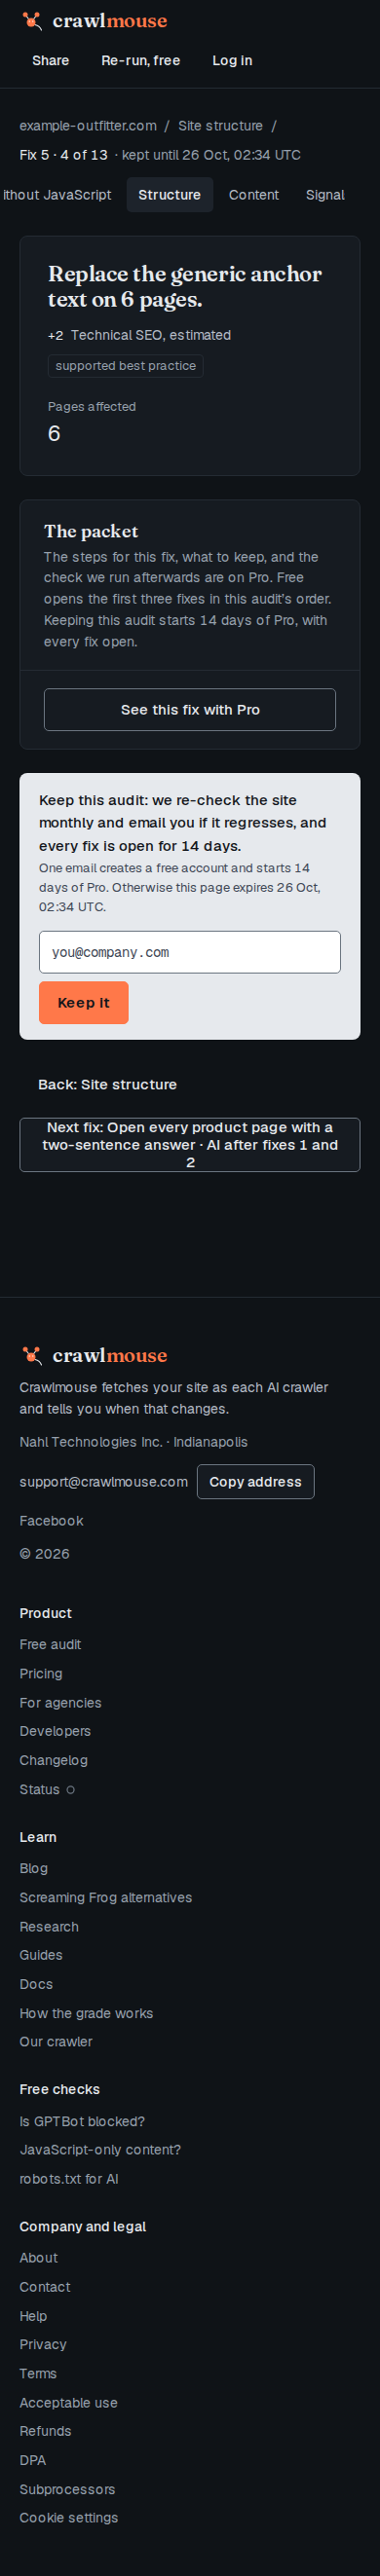 crawlmouse
Share Re-run, free Log in
example-outfitter.com / Site structure /
Fix 5 · 4 of 13 · kept until 26 Oct, 02:34 UTC
ithout JavaScript Structure Content Signal
Replace the generic anchor
text on 6 pages.
+2 Technical SEO, estimated
supported best practice
Pages affected
6
The packet
The steps for this fix, what to keep, and the
check we run afterwards are on Pro. Free
opens the first three fixes in this audit's order.
Keeping this audit starts 14 days of Pro, with
every fix open.
See this fix with Pro
Keep this audit: we re-check the site
monthly and email you if it regresses, and
every fix is open for 14 days.
One email creates a free account and starts 14
days of Pro. Otherwise this page expires 26 Oct,
02:34 UTC.
you@company.com
Keep it
Back: Site structure
Next fix: Open every product page with a
two-sentence answer · AI after fixes 1 and
2
crawlmouse
Crawlmouse fetches your site as each AI crawler
and tells you when that changes.
Nahl Technologies Inc. · Indianapolis
support@crawlmouse.com Copy address
Facebook
© 2026
Product
Free audit
Pricing
For agencies
Developers
Changelog
Status
Learn
Blog
Screaming Frog alternatives
Research
Guides
Docs
How the grade works
Our crawler
Free checks
Is GPTBot blocked?
JavaScript-only content?
robots.txt for AI
Company and legal
About
Contact
Help
Privacy
Terms
Acceptable use
Refunds
DPA
Subprocessors
Cookie settings